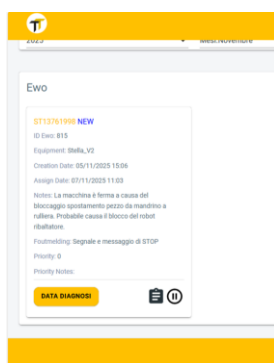 2025
Mesi:Novembre
Ewo
ST13761998 NEW
ID Ewo: 815
Equipment: Stella_V2
Creation Date: 05/11/2025 15:06
Assign Date: 07/11/2025 11:03
Notes: La macchina è ferma a causa del
bloccaggio spostamento pezzo da mandrino a
rulliera. Probabile causa il blocco del robot
ribaltatore.
Foutmelding: Segnale e messaggio di STOP
Priority: 0
Priority Notes:
DATA DIAGNOSI